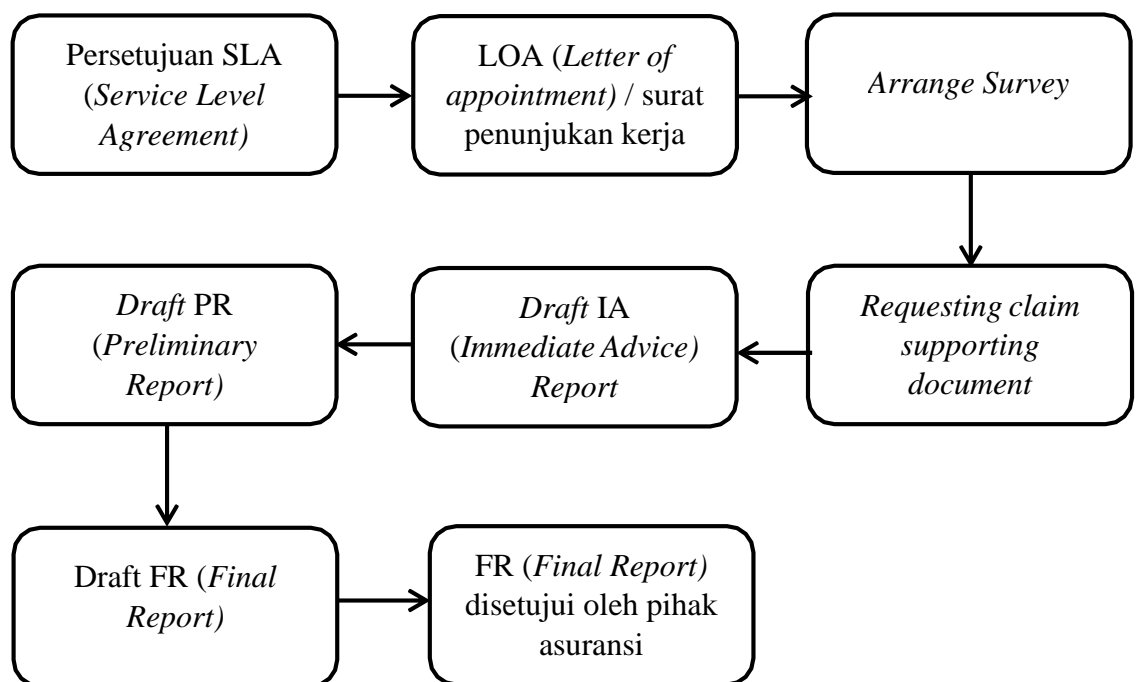 Persetujuan SLA
(Service Level
Agreement)
LOA (Letter of
appointment) / surat
penunjukan kerja
Arrange Survey
Requesting claim
supporting
document
Draft IA
(Immediate Advice)
Report
Draft PR
(Preliminary
Report)
Draft FR (Final
Report)
FR (Final Report)
disetujui oleh pihak
asuransi